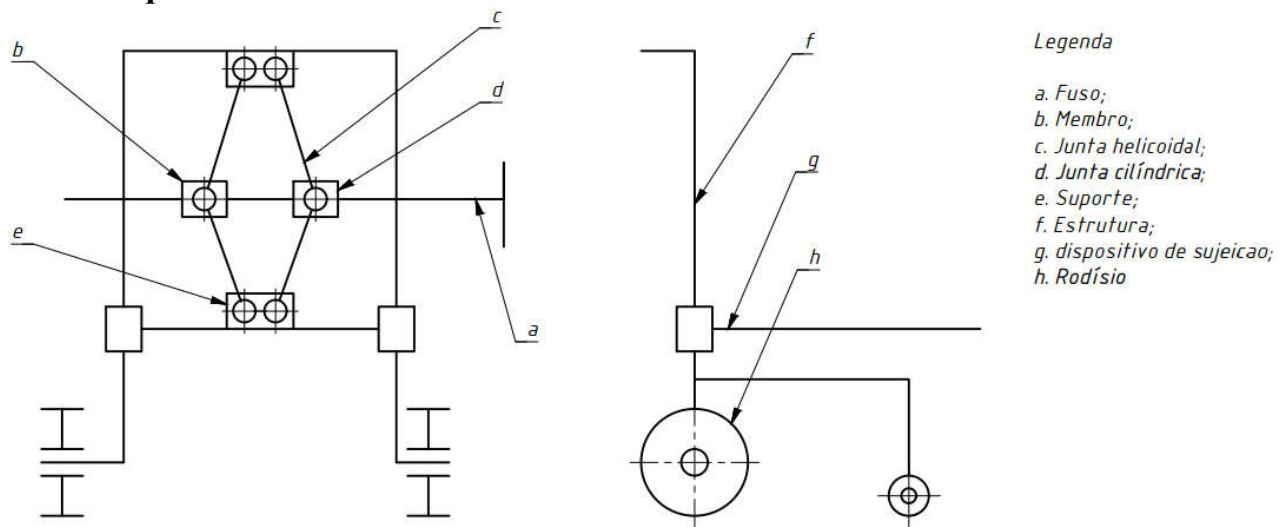 b
c
d
e
a
f
g
h
Legenda
a. Fuso;
b. Membro;
c. Junta helicoidal;
d. Junta cilíndrica;
e. Suporte;
f. Estrutura;
g. dispositivo de sujeicao;
h. Rodísio